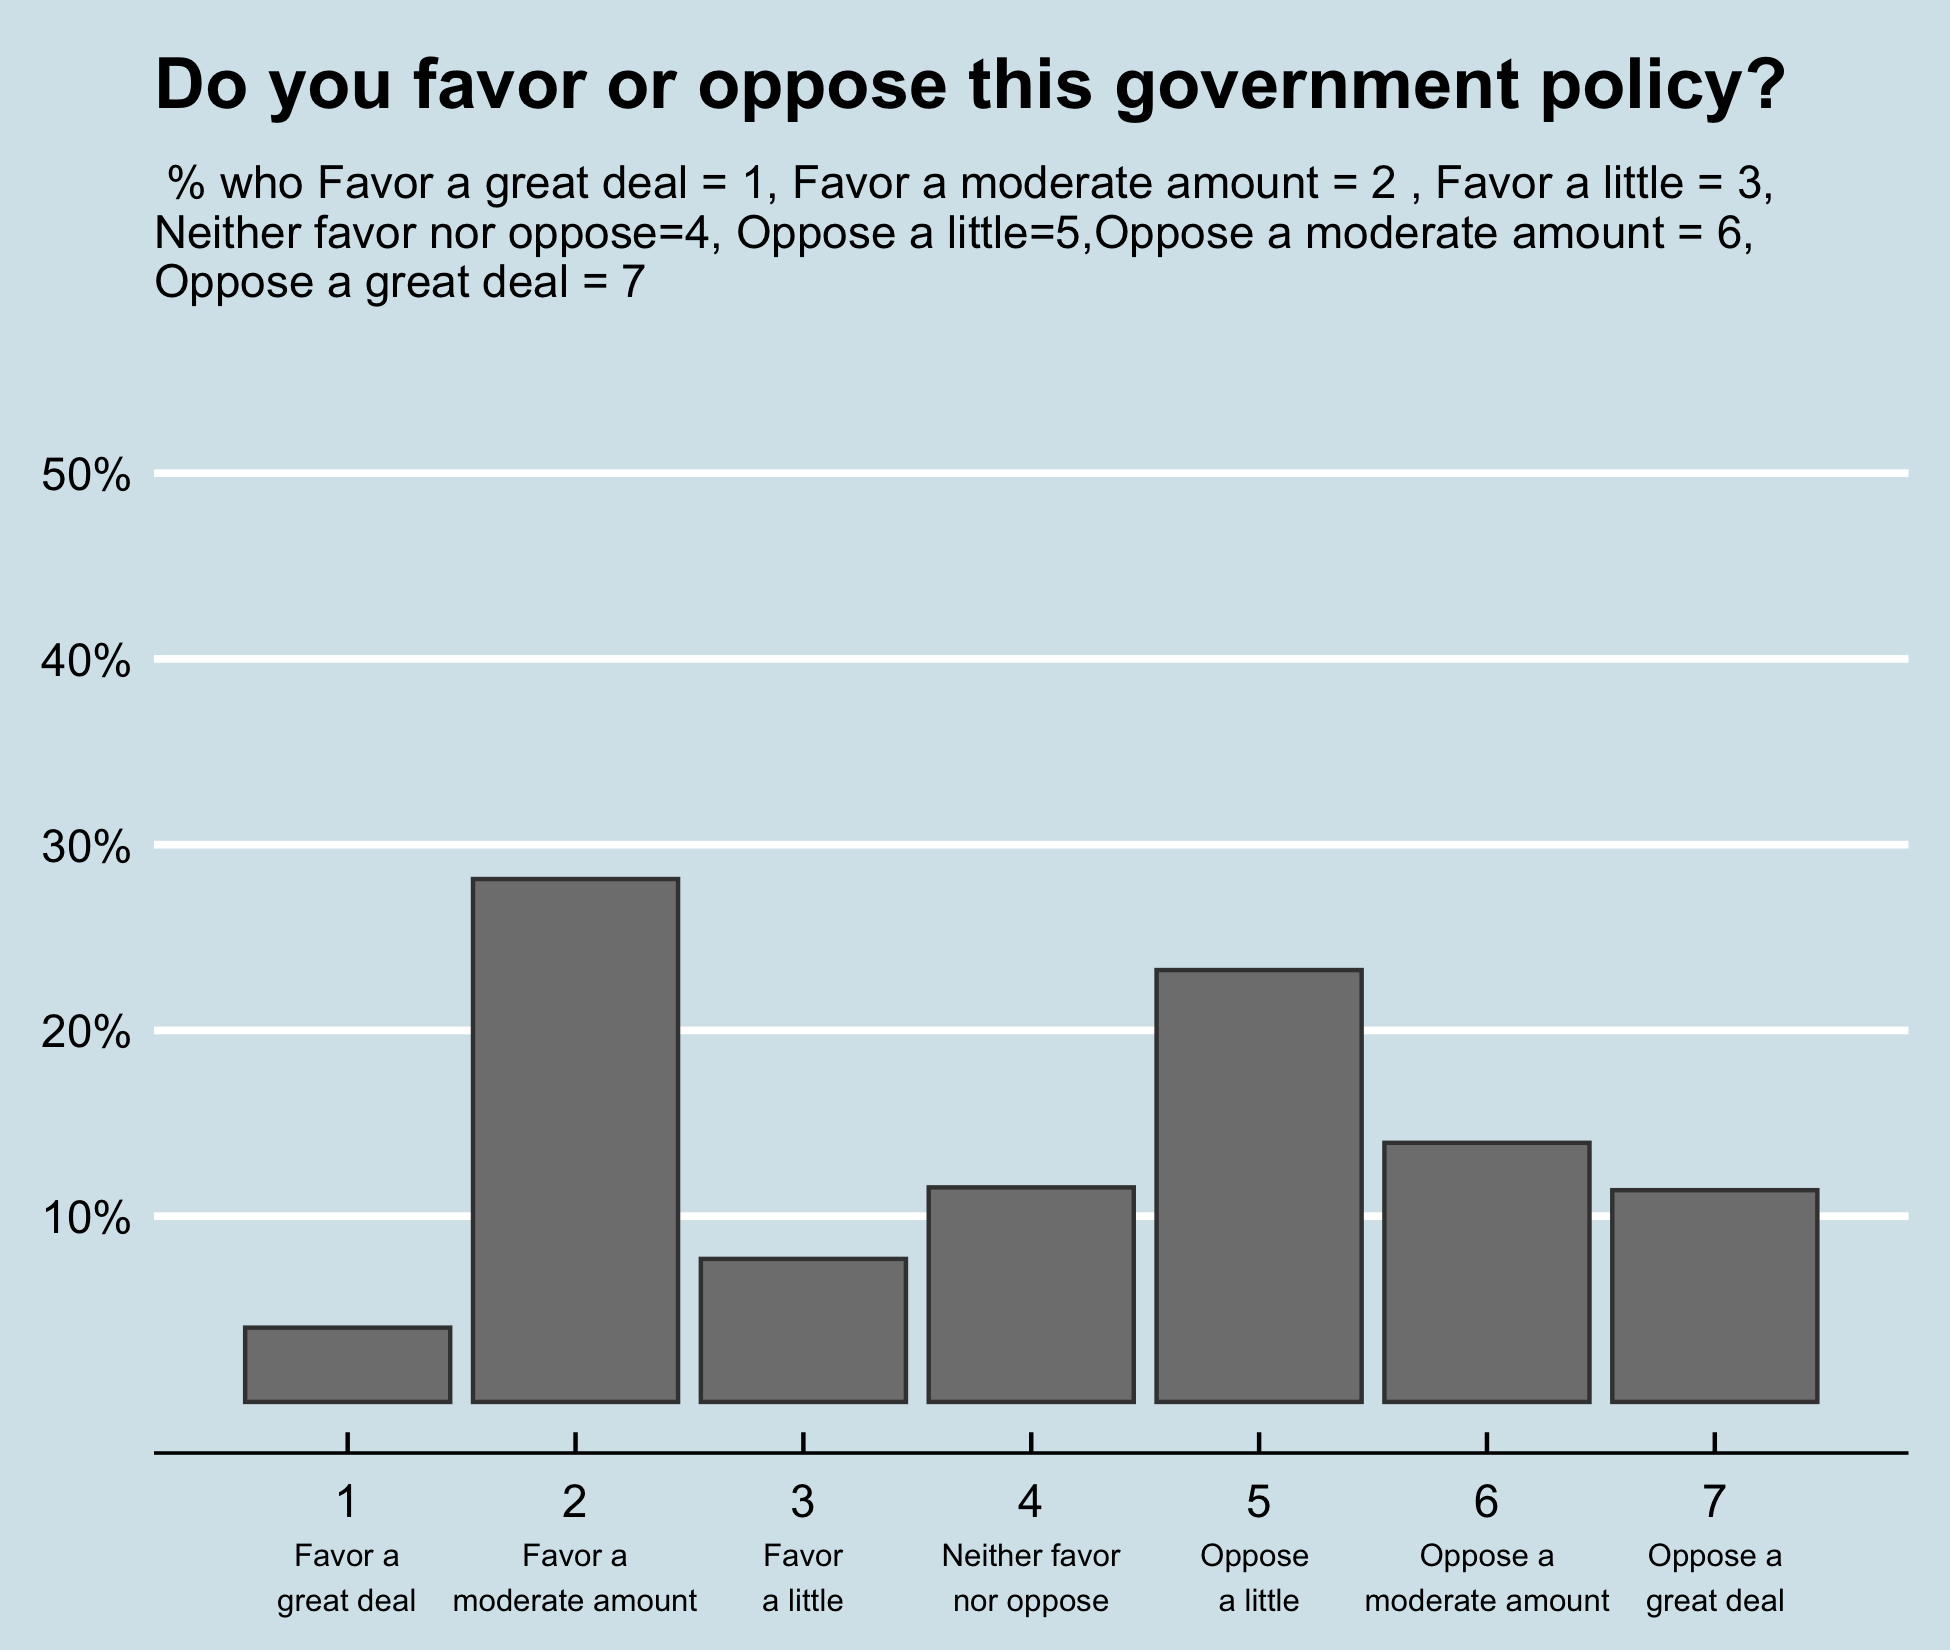 Do you favor or oppose this government policy?
% who Favor a great deal = 1, Favor a moderate amount = 2 , Favor a little = 3,
Neither favor nor oppose=4, Oppose a little=5,Oppose a moderate amount = 6,
Oppose a great deal = 7
50%
40%
30%
20%
10%
1 2 3 4 5 6 7
Favor a Favor a Favor Neither favor Oppose Oppose a Oppose a
great deal moderate amount a little nor oppose a little moderate amount great deal